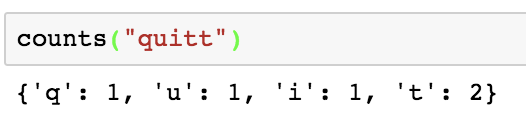 counts("quitt")
{'q': 1, 'u': 1, 'i': 1, 't': 2}